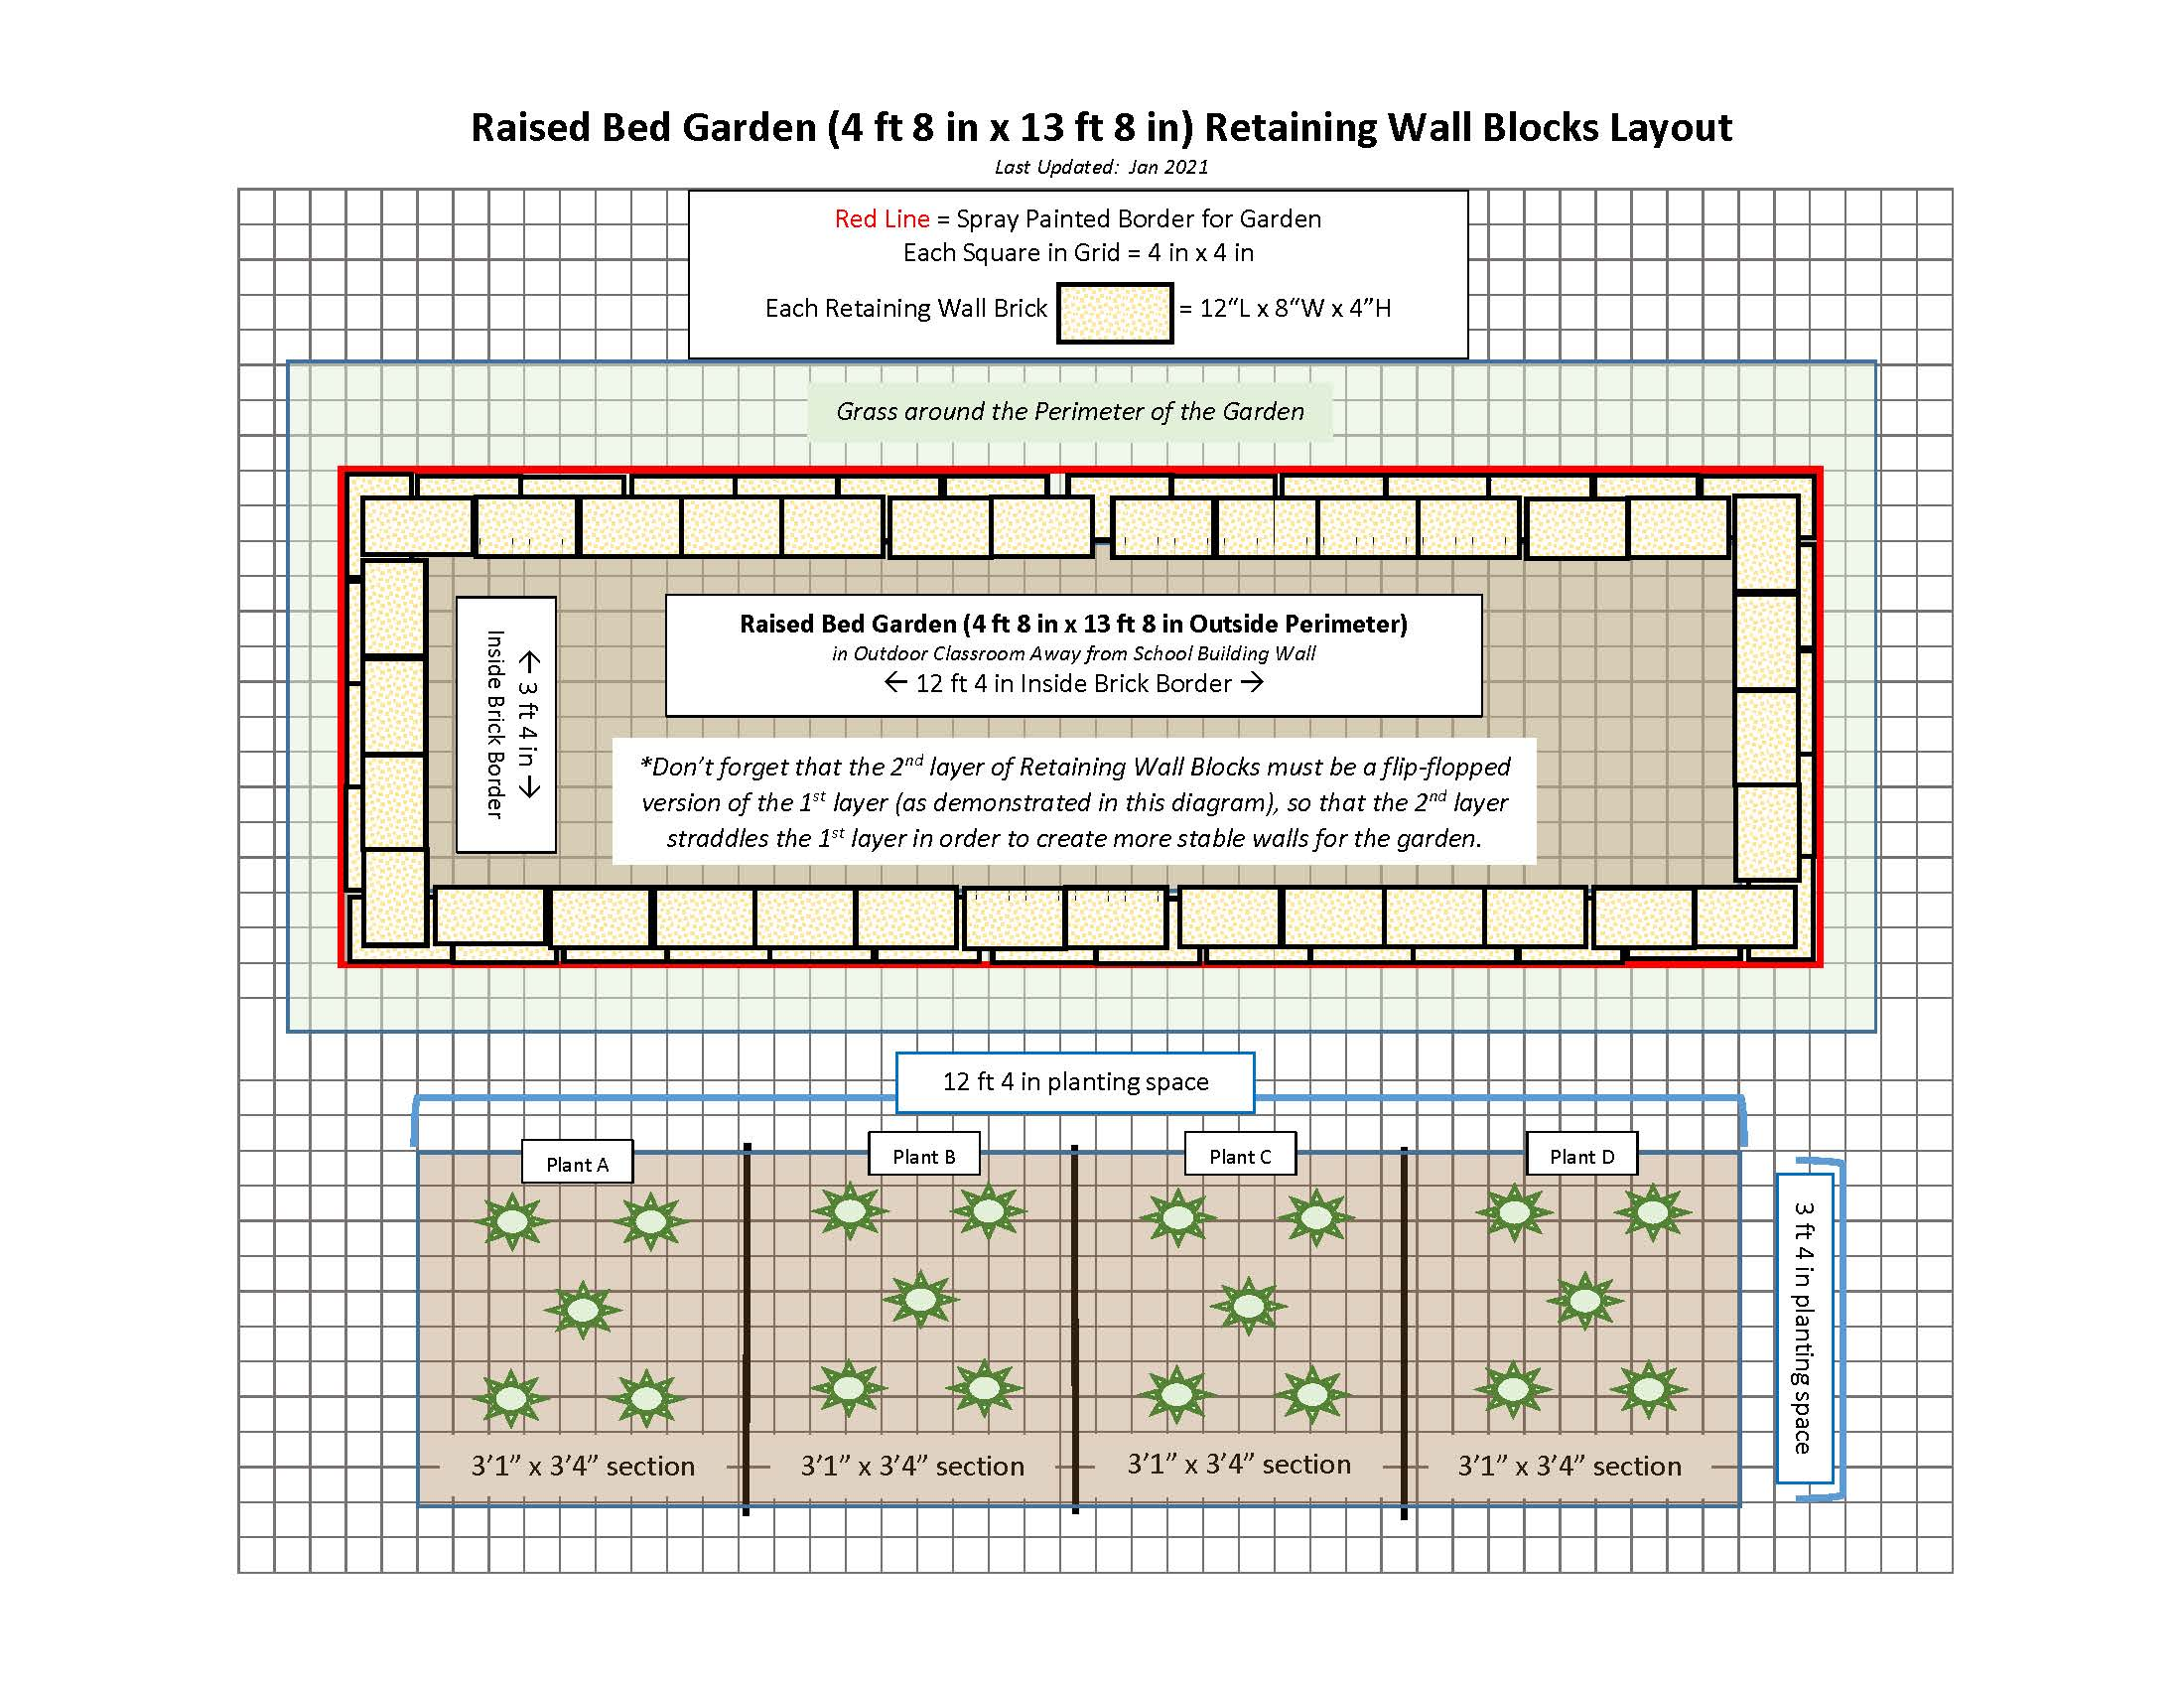 Raised Bed Garden (4 ft 8 in x 13 ft 8 in) Retaining Wall Blocks Layout
Last Updated: Jan 2021
Red Line = Spray Painted Border for Garden
Each Square in Grid = 4 in x 4 in
Each Retaining Wall Brick = 12“L x 8“W x 4”H
Grass around the Perimeter of the Garden
Raised Bed Garden (4 ft 8 in x 13 ft 8 in Outside Perimeter)
in Outdoor Classroom Away from School Building Wall
← 12 ft 4 in Inside Brick Border →
← 3 ft 4 in →
Inside Brick Border
*Don’t forget that the 2nd layer of Retaining Wall Blocks must be a flip-flopped
version of the 1st layer (as demonstrated in this diagram), so that the 2nd layer
straddles the 1st layer in order to create more stable walls for the garden.
12 ft 4 in planting space
Plant A
Plant B
Plant C
Plant D
3 ft 4 in planting space
3’1” x 3’4” section
3’1” x 3’4” section
3’1” x 3’4” section
3’1” x 3’4” section